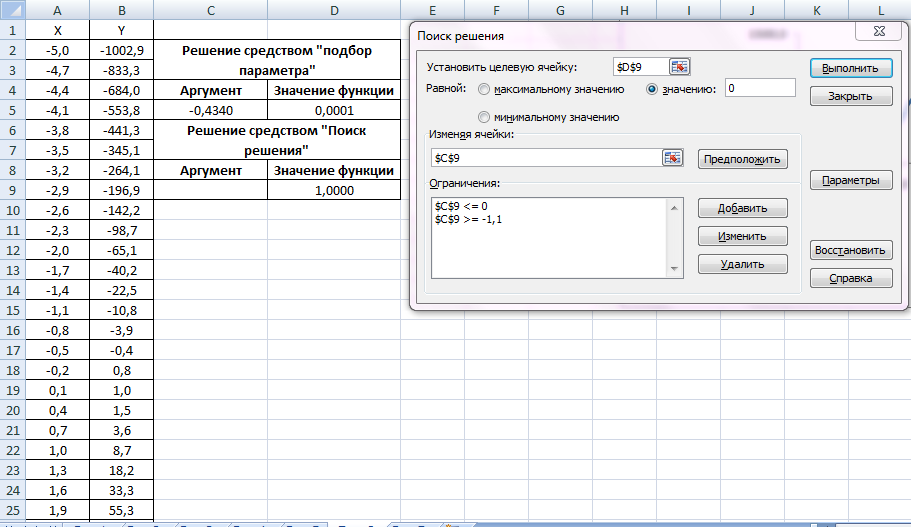 A B C D E F G H I J K L
1 X Y
2 -5,0 -1002,9 Решение средством "подбор
3 -4,7 -833,3 параметра"
4 -4,4 -684,0 Аргумент Значение функции
5 -4,1 -553,8 -0,4340 0,0001
6 -3,8 -441,3 Решение средством "Поиск
7 -3,5 -345,1 решения"
8 -3,2 -264,1 Аргумент Значение функции
9 -2,9 -196,9 1,0000
10 -2,6 -142,2
11 -2,3 -98,7
12 -2,0 -65,1
13 -1,7 -40,2
14 -1,4 -22,5
15 -1,1 -10,8
16 -0,8 -3,9
17 -0,5 -0,4
18 -0,2 0,8
19 0,1 1,0
20 0,4 1,5
21 0,7 3,6
22 1,0 8,7
23 1,3 18,2
24 1,6 33,3
25 1,9 55,3
Поиск решения
Установить целевую ячейку: $D$9 Выполнить
Равной: максимальному значению значению: 0 Закрыть
минимальному значению
Изменяя ячейки:
$C$9 Предположить
Ограничения: Параметры
$C$9 <= 0 Добавить
$C$9 >= -1,1
Изменить
Восстановить
Удалить
Справка